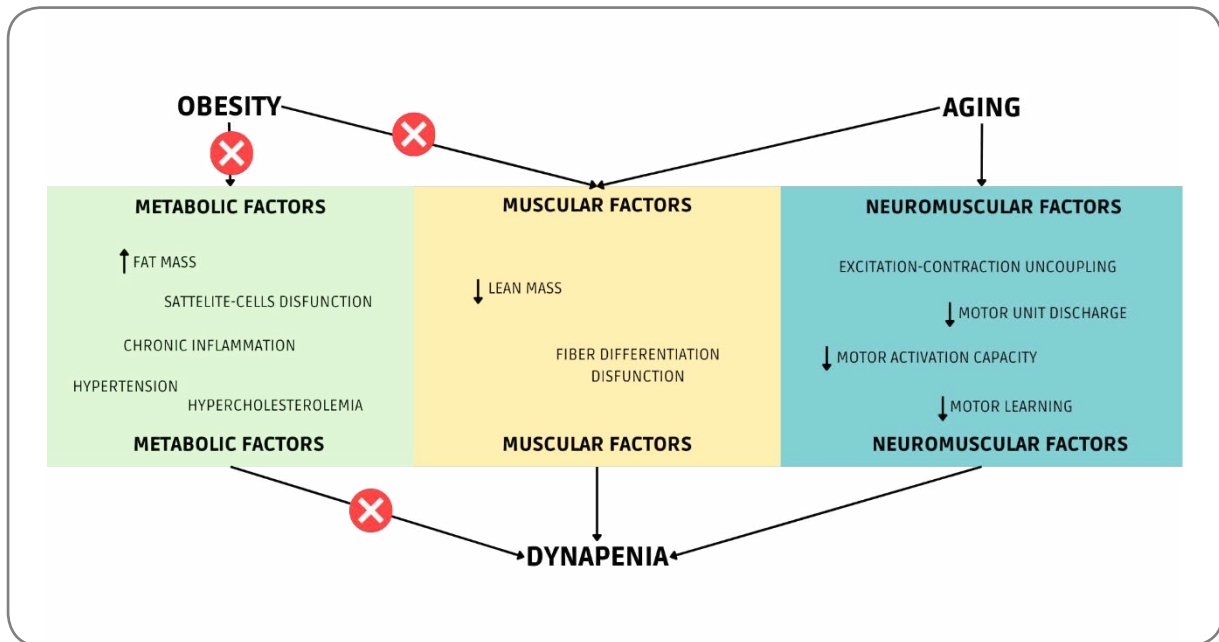 OBESITY
AGING
METABOLIC FACTORS
↑ FAT MASS
SATTELITE-CELLS DISFUNCTION
CHRONIC INFLAMMATION
HYPERTENSION
HYPERCHOLESTEROLEMIA
METABOLIC FACTORS
MUSCULAR FACTORS
↓ LEAN MASS
FIBER DIFFERENTIATION
DISFUNCTION
MUSCULAR FACTORS
NEUROMUSCULAR FACTORS
EXCITATION-CONTRACTION UNCOUPLING
↓ MOTOR UNIT DISCHARGE
↓ MOTOR ACTIVATION CAPACITY
↓ MOTOR LEARNING
NEUROMUSCULAR FACTORS
DYNAPENIA